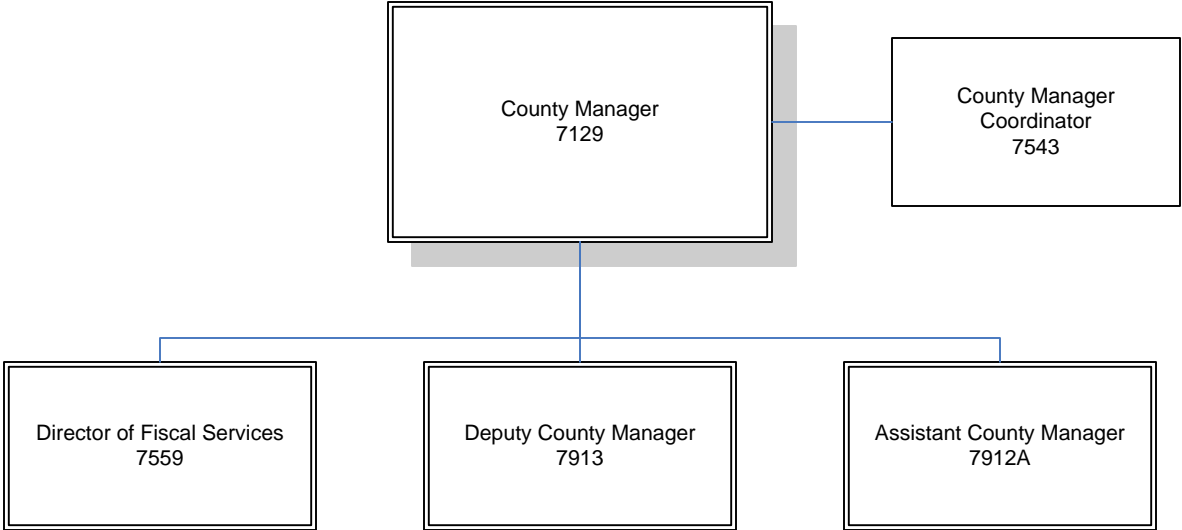 County Manager
7129
County Manager
Coordinator
7543
Director of Fiscal Services
7559
Deputy County Manager
7913
Assistant County Manager
7912A